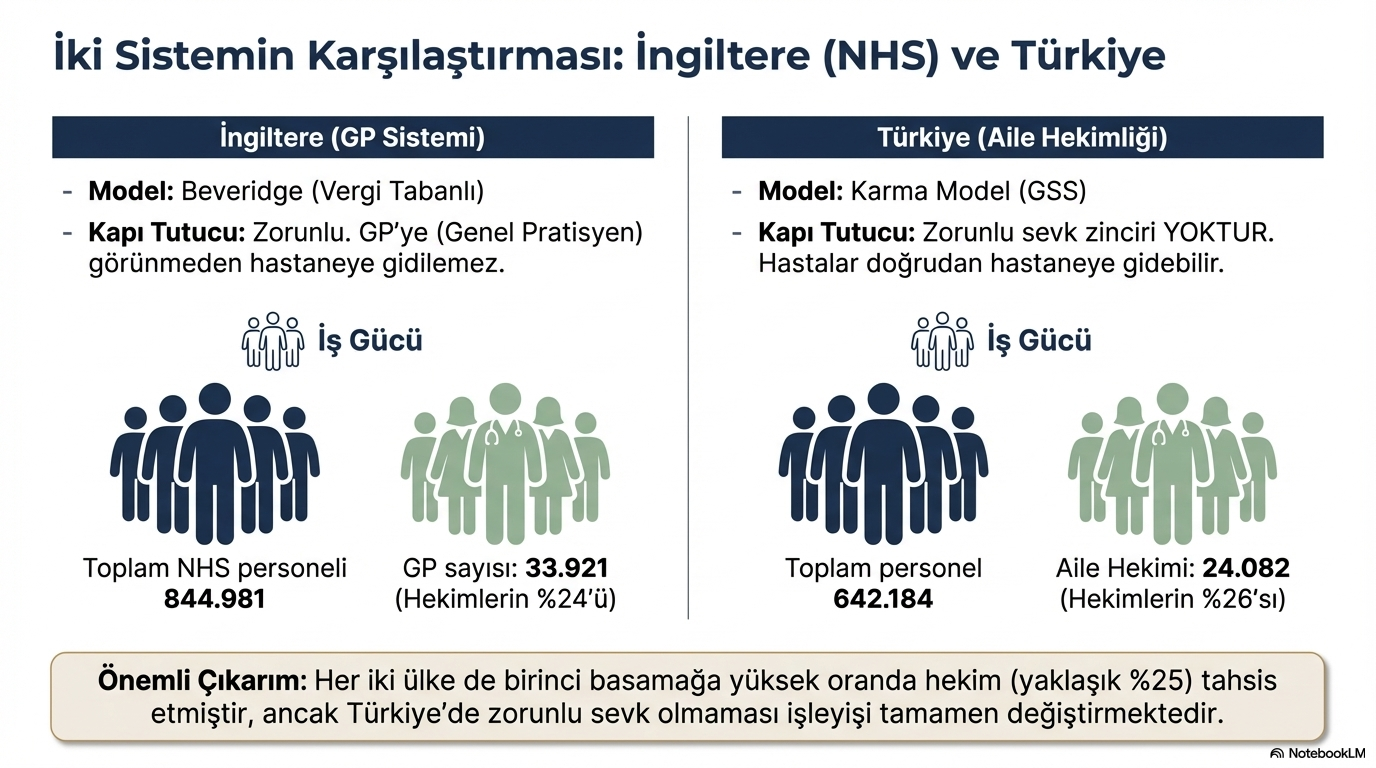 İki Sistemin Karşılaştırması: İngiltere (NHS) ve Türkiye
İngiltere (GP Sistemi)
- Model: Beveridge (Vergi Tabanlı)
- Kapı Tutucu: Zorunlu. GP'ye (Genel Pratisyen)
görünmeden hastaneye gidilemez.
İş Gücü
Toplam NHS personeli
844.981
GP sayısı: 33.921
(Hekimlerin %24'ü)
Türkiye (Aile Hekimliği)
- Model: Karma Model (GSS)
- Kapı Tutucu: Zorunlu sevk zinciri YOKTUR.
Hastalar doğrudan hastaneye gidebilir.
İş Gücü
Toplam personel
642.184
Aile Hekimi: 24.082
(Hekimlerin %26'sı)
Önemli Çıkarım: Her iki ülke de birinci basamağa yüksek oranda hekim (yaklaşık %25) tahsis
etmiştir, ancak Türkiye'de zorunlu sevk olmaması işleyişi tamamen değiştirmektedir.
NotebookLM